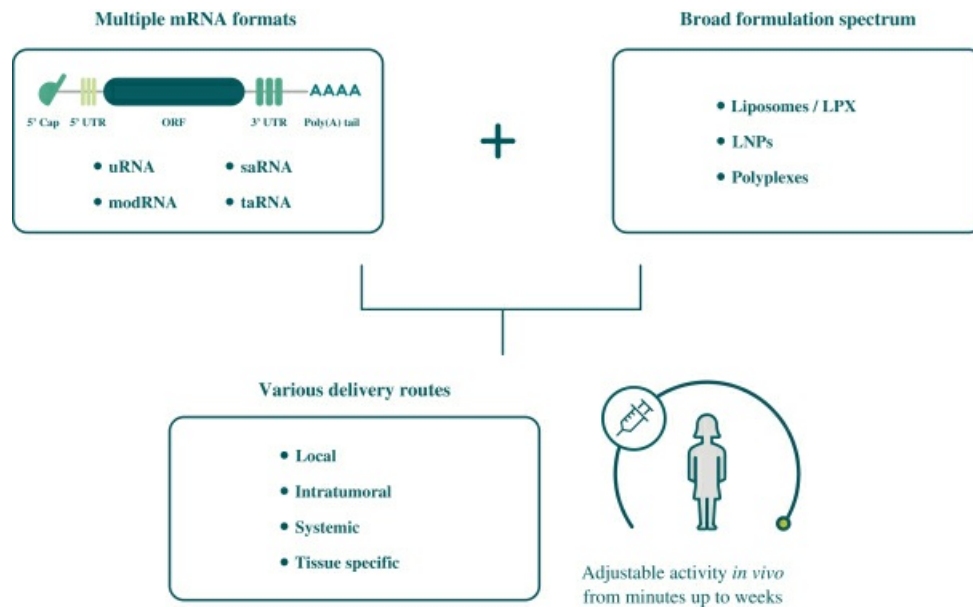 Multiple mRNA formats
Broad formulation spectrum
AAAA
5' Cap 5' UTR ORF 3' UTR Poly(A) tail
• uRNA
• saRNA
• modRNA
• taRNA
+
• Liposomes / LPX
• LNPs
• Polyplexes
Various delivery routes
• Local
• Intratumoral
• Systemic
• Tissue specific
Adjustable activity in vivo
from minutes up to weeks